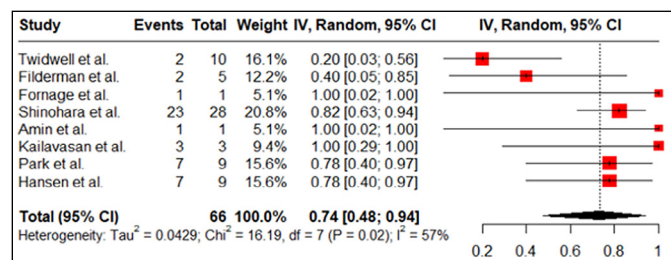 Study Events Total Weight IV, Random, 95% CI IV, Random, 95% CI
Twidwell et al. 2 10 16.1% 0.20 [0.03; 0.56]
Filderman et al. 2 5 12.2% 0.40 [0.05; 0.85]
Fornage et al. 1 1 5.1% 1.00 [0.02; 1.00]
Shinohara et al. 23 28 20.8% 0.82 [0.63; 0.94]
Amin et al. 1 1 5.1% 1.00 [0.02; 1.00]
Kailavasan et al. 3 3 9.4% 1.00 [0.29; 1.00]
Park et al. 7 9 15.6% 0.78 [0.40; 0.97]
Hansen et al. 7 9 15.6% 0.78 [0.40; 0.97]
Total (95% CI) 66 100.0% 0.74 [0.48; 0.94]
Heterogeneity: Tau² = 0.0429; Chi² = 16.19, df = 7 (P = 0.02); I² = 57%
0.2 0.4 0.6 0.8 1